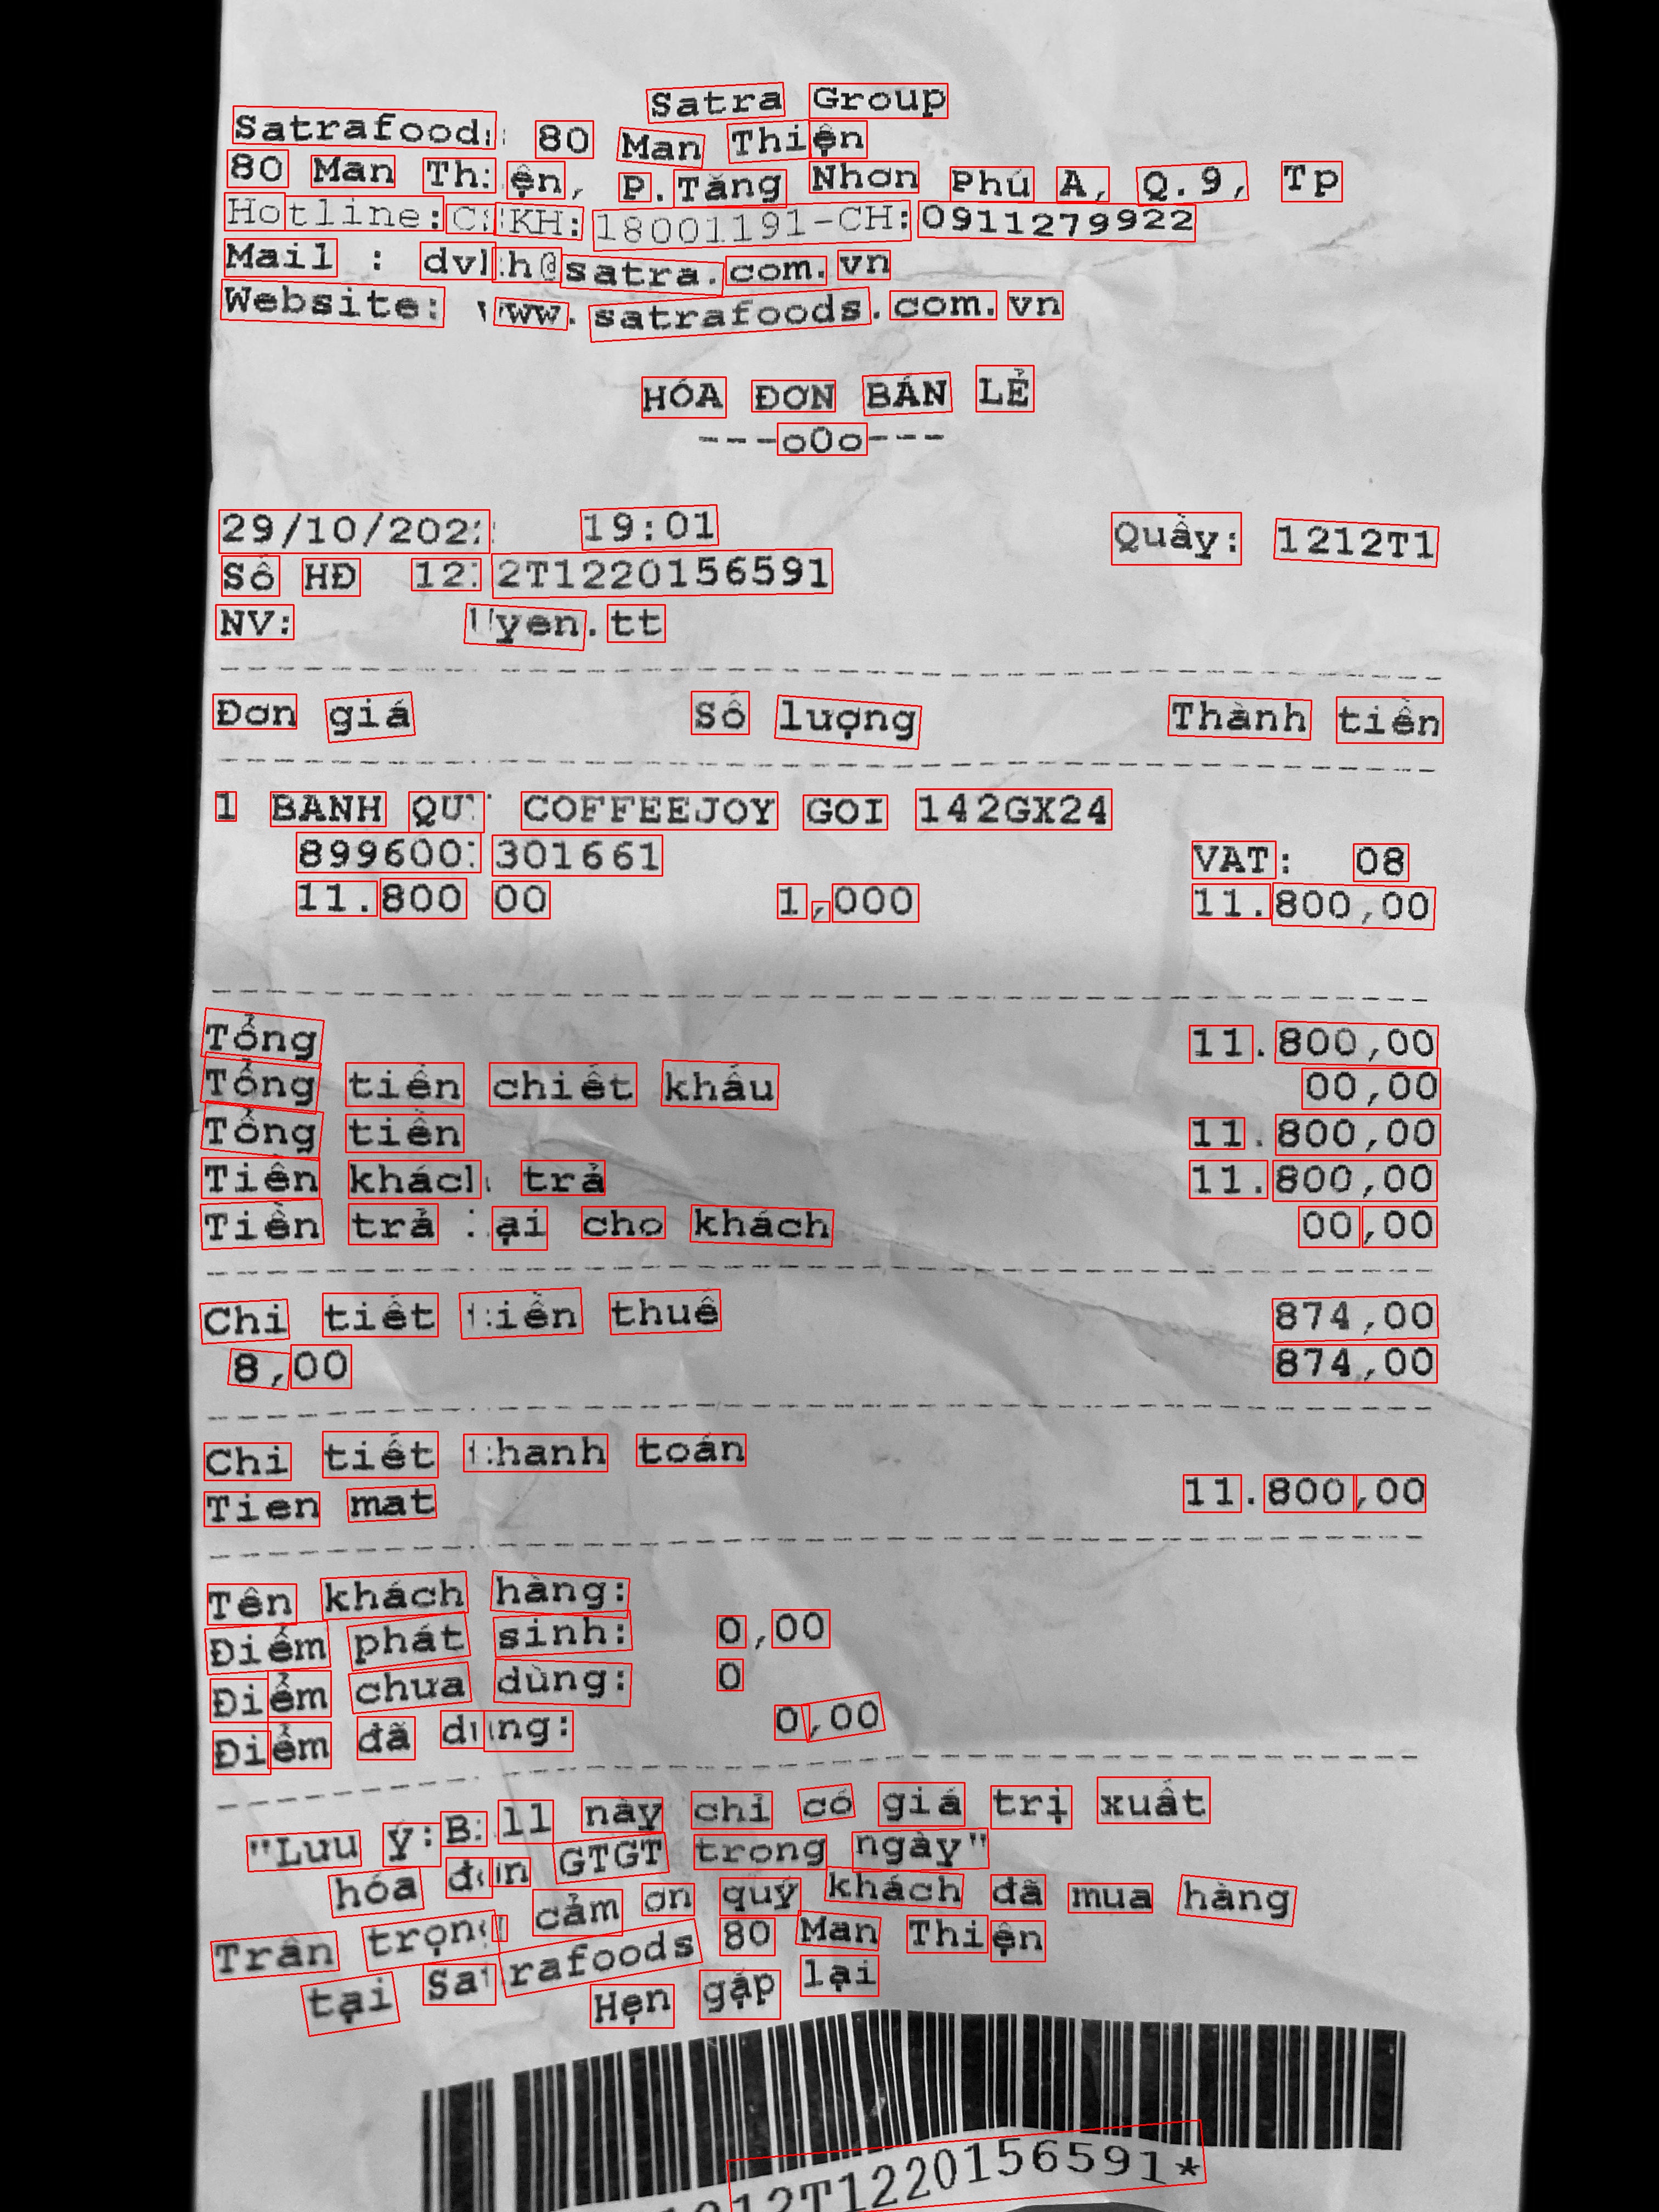 Satra Group
Satrafoods 80 Man Thiện
80 Man Thiện, P.Tăng Nhơn Phú A, Q.9, Tp
Hotline:CSKH:18001191-CH:0911279922
Mail : dvkh@satra.com.vn
Website: www.satrafoods.com.vn
HÓA ĐƠN BÁN LẺ
---oOo---
29/10/2022 19:01 Quầy: 1212T1
Số HĐ 1212T1220156591
NV: Uyen.tt
Đơn giá Số lượng Thành tiền
1 BANH QUY COFFEEJOY GOI 142GX24
8996001301661 VAT: 08
11.800 00 1,000 11.800,00
Tổng 11.800,00
Tổng tiền chiết khấu 00,00
Tổng tiền 11.800,00
Tiền khách trả 11.800,00
Tiền trả lại cho khách 00,00
Chi tiết tiền thuế 874,00
8,00 874,00
Chi tiết thanh toán
Tien mat 11.800,00
Tên khách hàng:
Điểm phát sinh: 0,00
Điểm chưa dùng: 0
Điểm đã dùng: 0,00
"Lưu ý:Bill này chỉ có giá trị xuất
hóa đơn GTGT trong ngày"
Trân trọng cảm ơn quý khách đã mua hàng
tại Satrafoods 80 Man Thiện
Hẹn gặp lại
1212T1220156591*